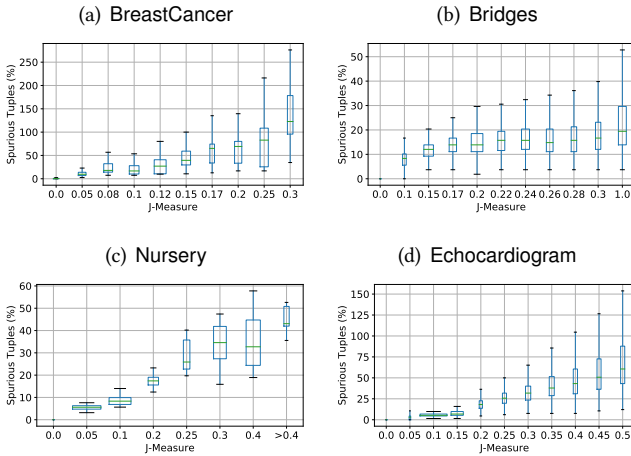 (a) BreastCancer
(b) Bridges
Spurious Tuples (%)
250
200
150
100
50
0
0.0 0.05 0.08 0.1 0.12 0.15 0.17 0.2 0.25 0.3
J-Measure
Spurious Tuples (%)
50
40
30
20
10
0
0.0 0.1 0.15 0.17 0.2 0.22 0.24 0.26 0.28 0.3 1.0
J-Measure
(c) Nursery
(d) Echocardiogram
Spurious Tuples (%)
60
50
40
30
20
10
0
0.0 0.05 0.1 0.2 0.25 0.3 0.4 >0.4
J-Measure
Spurious Tuples (%)
150
125
100
75
50
25
0
0.0 0.05 0.1 0.15 0.2 0.25 0.3 0.35 0.4 0.45 0.5
J-Measure